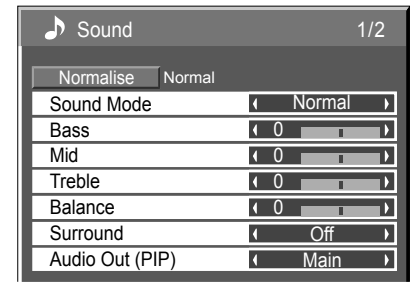 Sound 1/2
Normalise Normal
Sound Mode Normal
Bass 0
Mid 0
Treble 0
Balance 0
Surround Off
Audio Out (PIP) Main